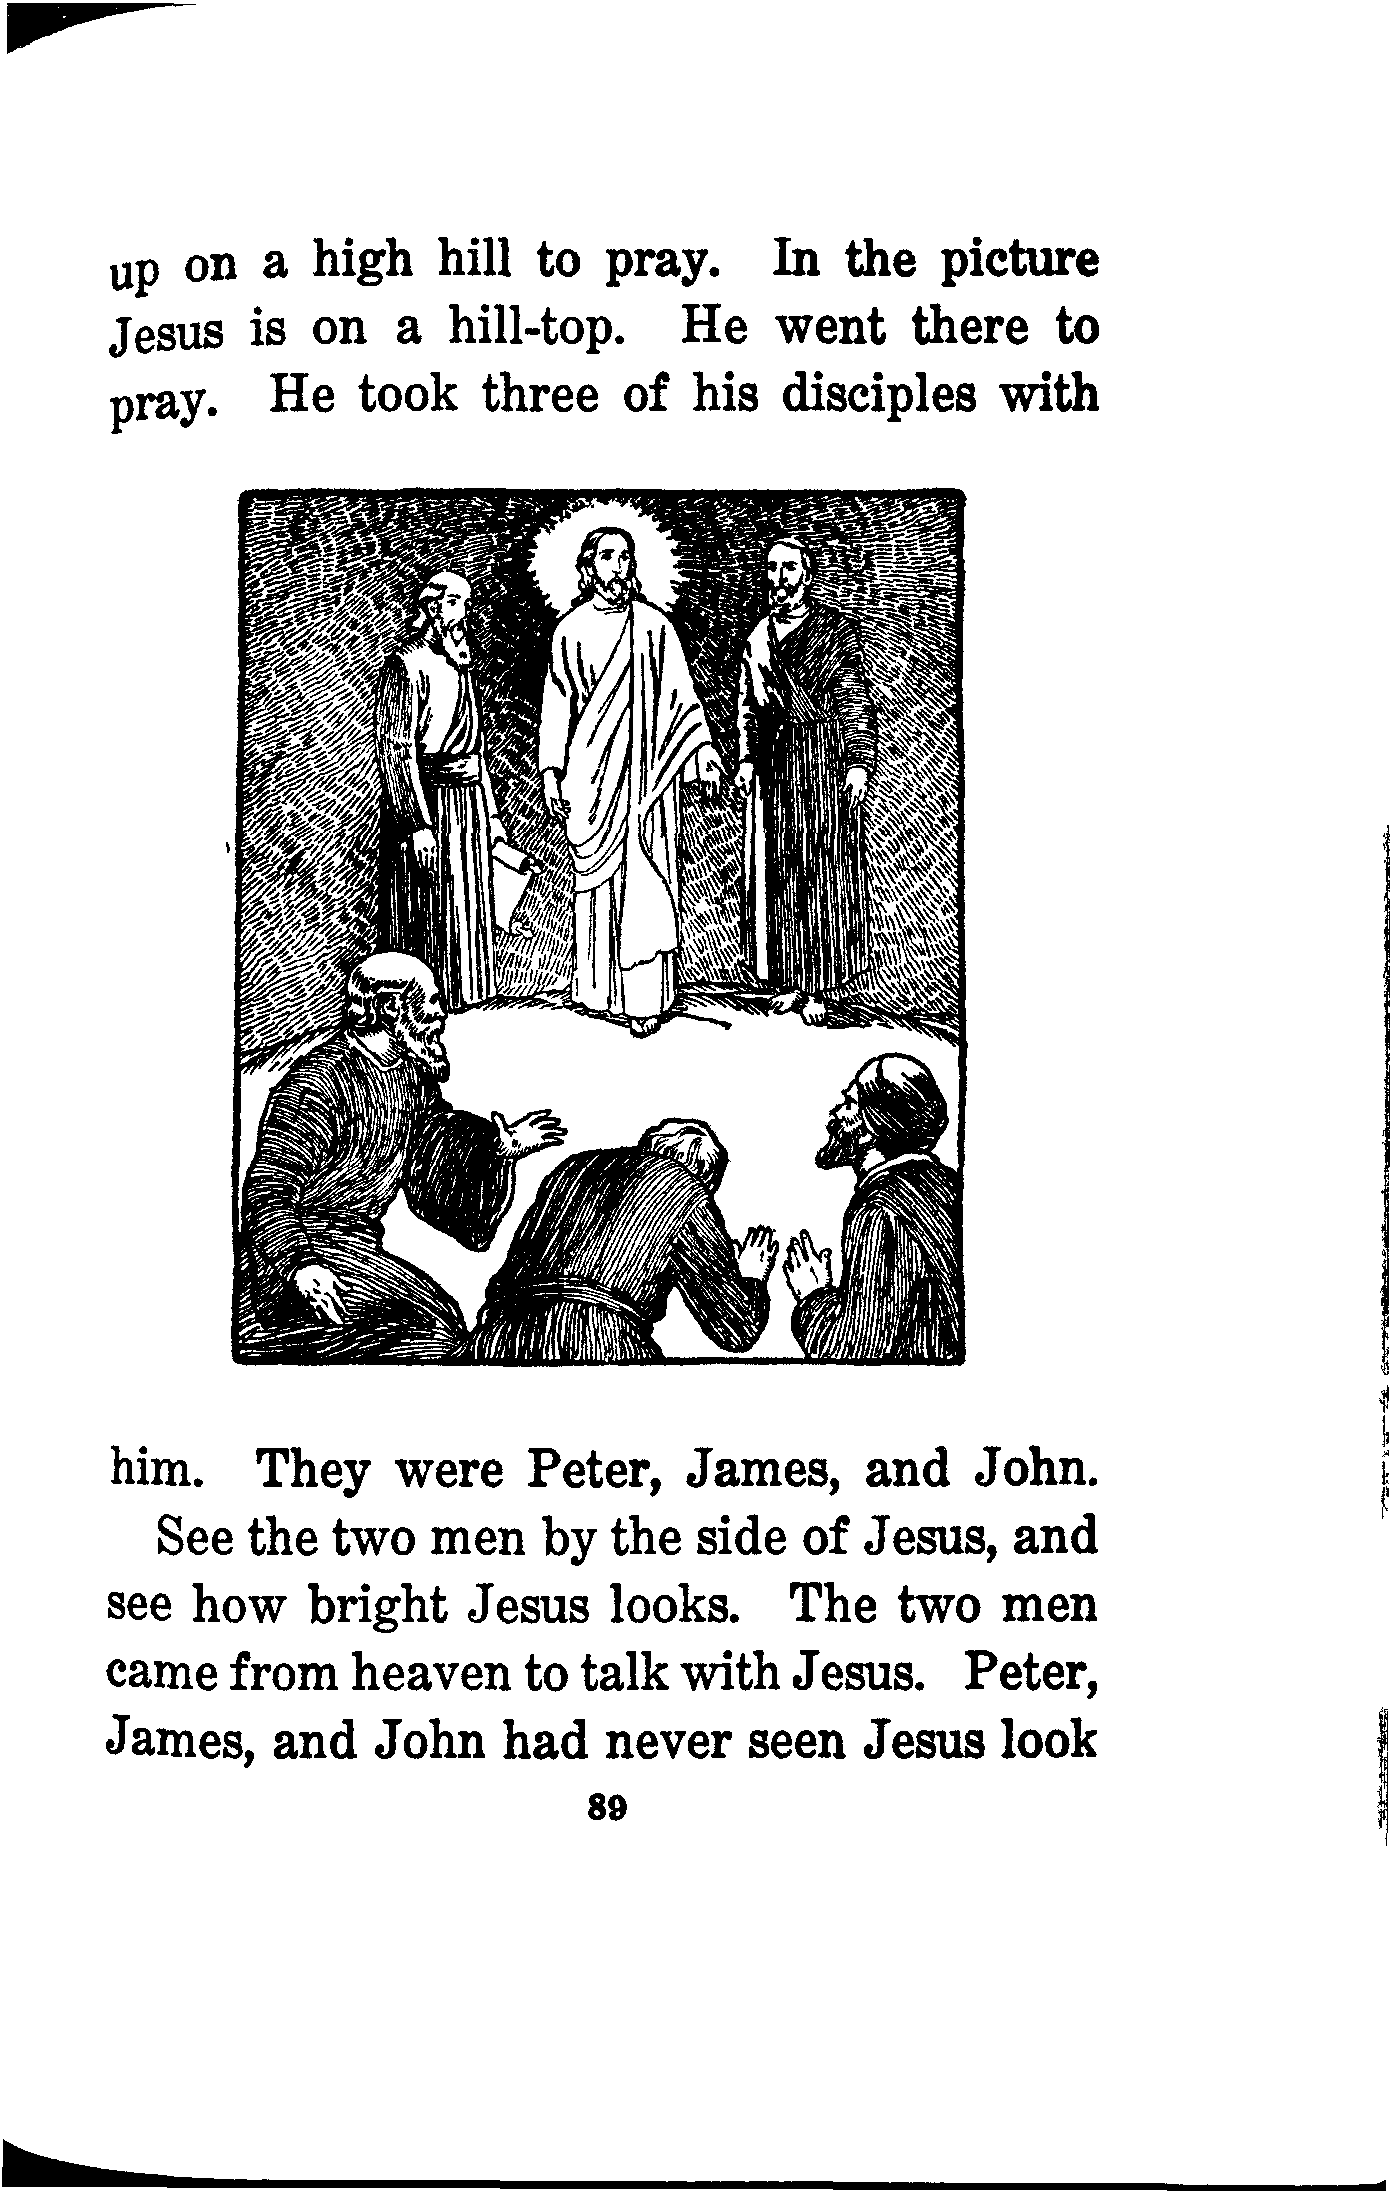 up on a high hill to pray. In the picture
Jesus is on a hill-top. He went there to
pray. He took three of his disciples with
him. They were Peter, James, and John.
See the two men by the side of Jesus, and
see how bright Jesus looks. The two men
came from heaven to talk with Jesus. Peter,
James, and John had never seen Jesus look
89